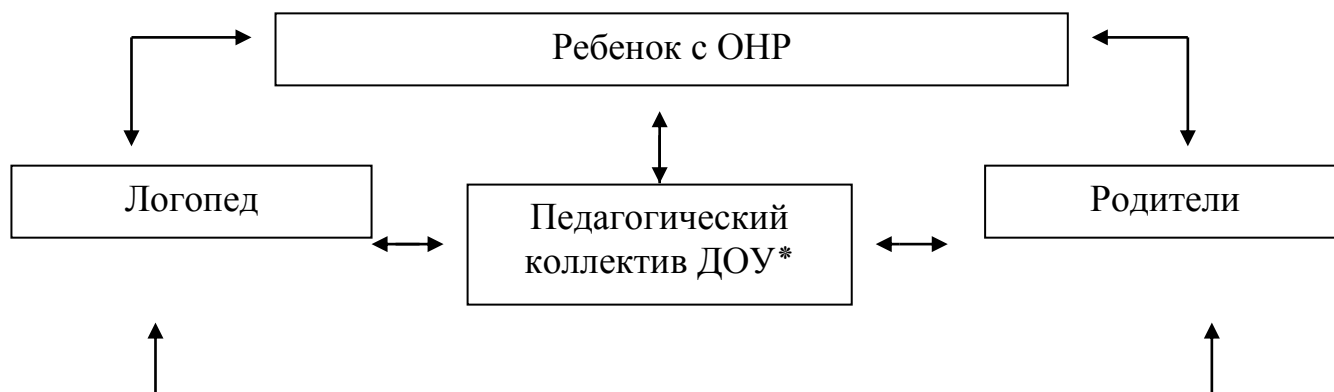 Ребенок с ОНР
Логопед
Педагогический
коллектив ДОУ*
Родители